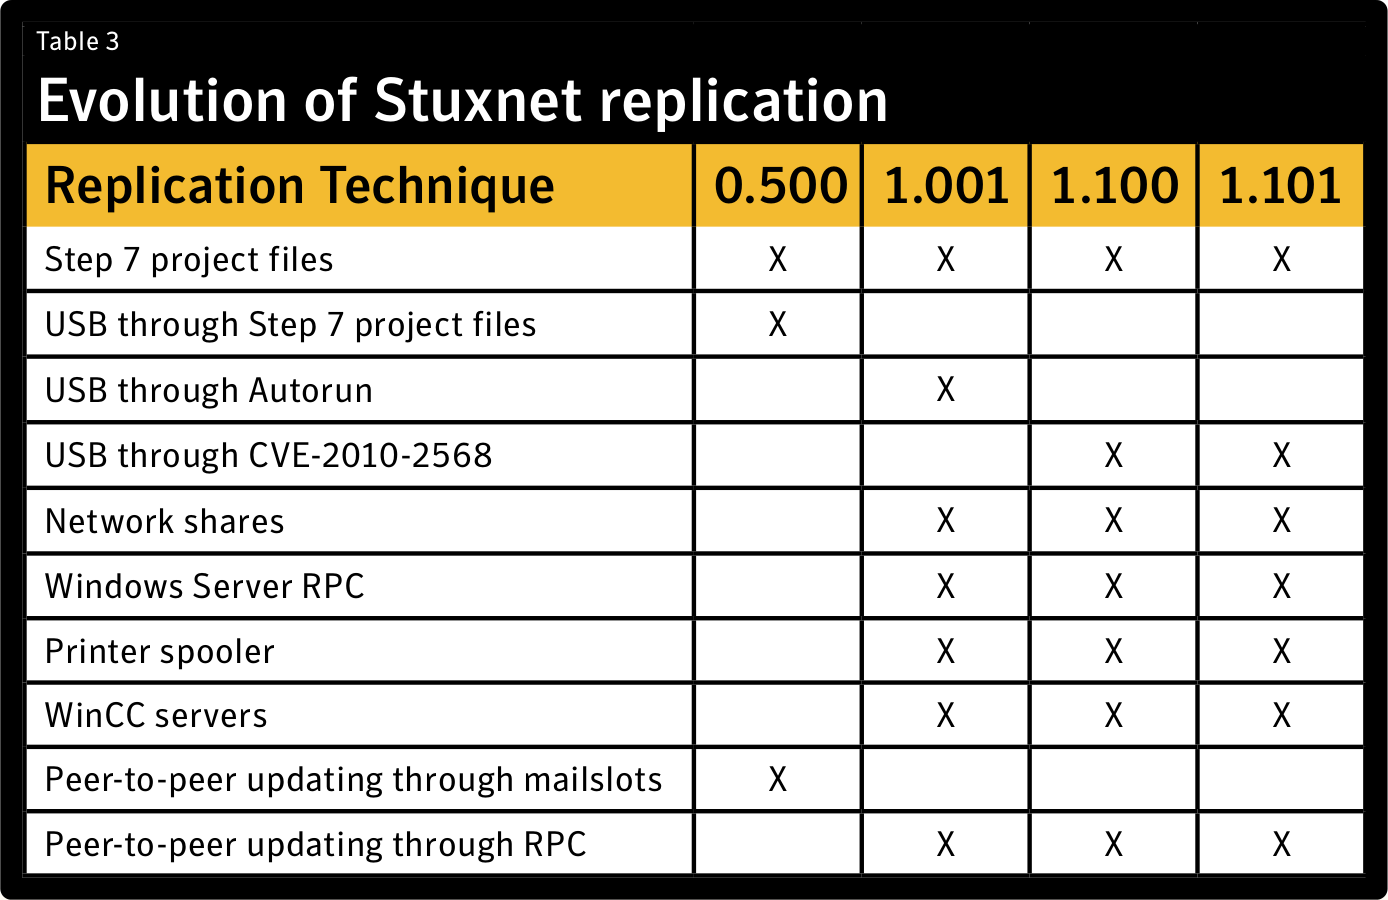 Table 3
Evolution of Stuxnet replication
Replication Technique 0.500 1.001 1.100 1.101
Step 7 project files X X X X
USB through Step 7 project files X
USB through Autorun X
USB through CVE-2010-2568 X X
Network shares X X X
Windows Server RPC X X X
Printer spooler X X X
WinCC servers X X X
Peer-to-peer updating through mailslots X
Peer-to-peer updating through RPC X X X